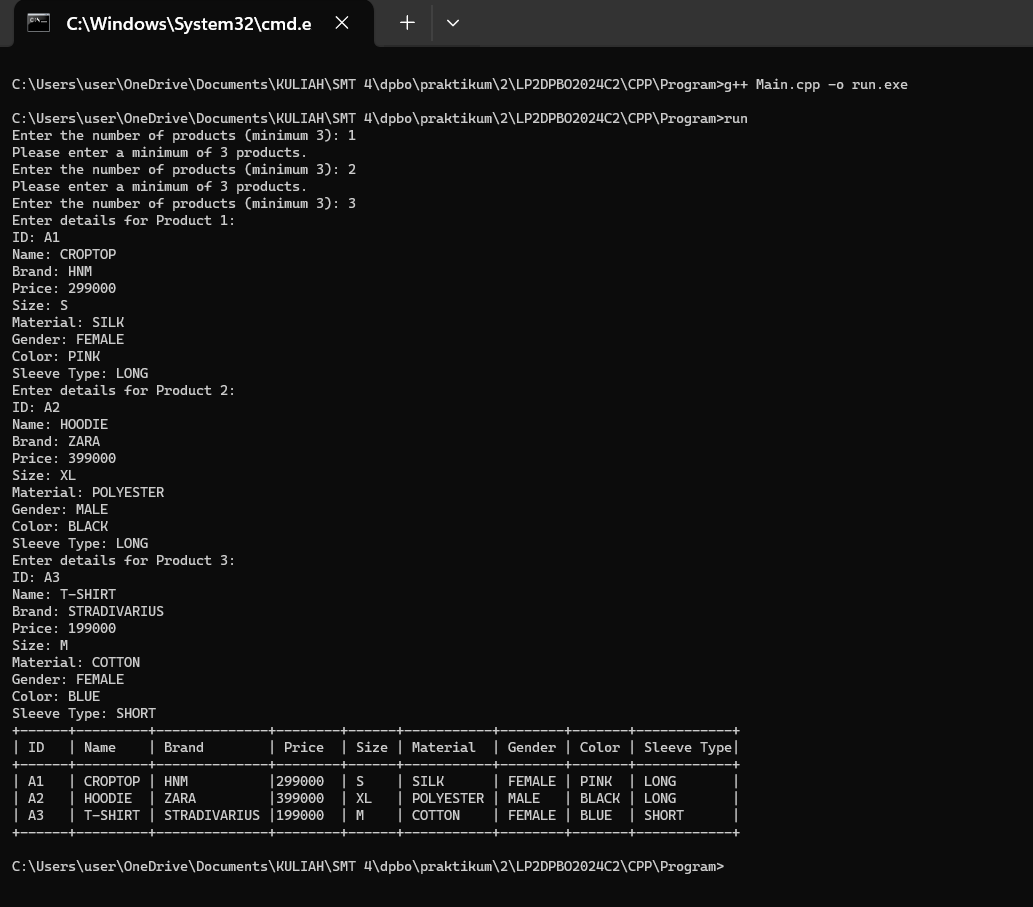 C:\Windows\System32\cmd.e
C:\Users\user\OneDrive\Documents\KULIAH\SMT 4\dpbo\praktikum\2\LP2DPBO2024C2\CPP\Program>g++ Main.cpp -o run.exe
C:\Users\user\OneDrive\Documents\KULIAH\SMT 4\dpbo\praktikum\2\LP2DPBO2024C2\CPP\Program>run
Enter the number of products (minimum 3): 1
Please enter a minimum of 3 products.
Enter the number of products (minimum 3): 2
Please enter a minimum of 3 products.
Enter the number of products (minimum 3): 3
Enter details for Product 1:
ID: A1
Name: CROPTOP
Brand: HNM
Price: 299000
Size: S
Material: SILK
Gender: FEMALE
Color: PINK
Sleeve Type: LONG
Enter details for Product 2:
ID: A2
Name: HOODIE
Brand: ZARA
Price: 399000
Size: XL
Material: POLYESTER
Gender: MALE
Color: BLACK
Sleeve Type: LONG
Enter details for Product 3:
ID: A3
Name: T-SHIRT
Brand: STRADIVARIUS
Price: 199000
Size: M
Material: COTTON
Gender: FEMALE
Color: BLUE
Sleeve Type: SHORT
+------+---------+--------------+--------+------+-----------+--------+-------+------------+
| ID   | Name    | Brand        | Price  | Size | Material  | Gender | Color | Sleeve Type|
+------+---------+--------------+--------+------+-----------+--------+-------+------------+
| A1   | CROPTOP | HNM          |299000  | S    | SILK      | FEMALE | PINK  | LONG       |
| A2   | HOODIE  | ZARA         |399000  | XL   | POLYESTER | MALE   | BLACK | LONG       |
| A3   | T-SHIRT | STRADIVARIUS |199000  | M    | COTTON    | FEMALE | BLUE  | SHORT      |
+------+---------+--------------+--------+------+-----------+--------+-------+------------+
C:\Users\user\OneDrive\Documents\KULIAH\SMT 4\dpbo\praktikum\2\LP2DPBO2024C2\CPP\Program>